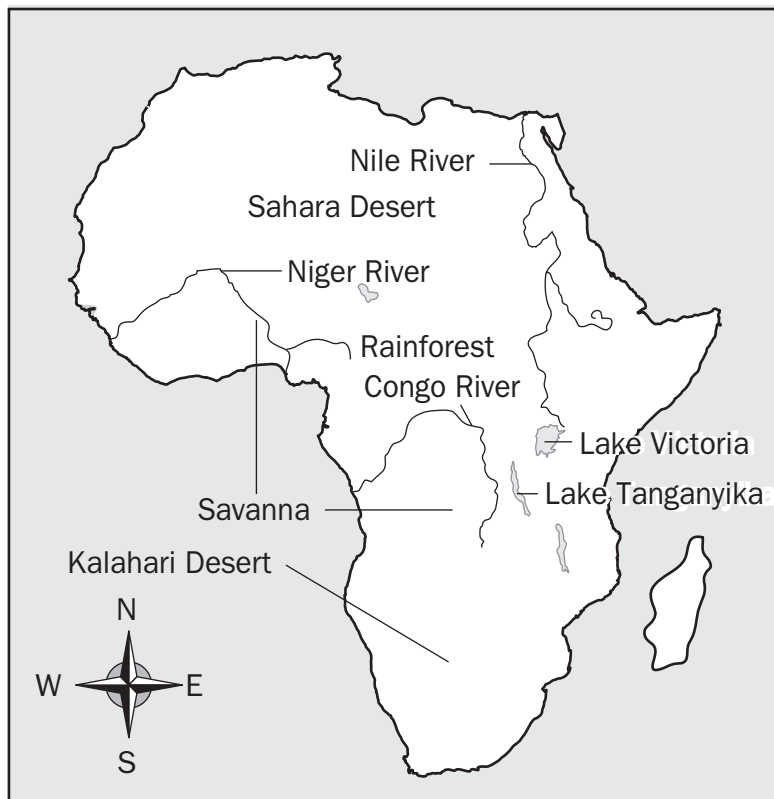 Nile River
Sahara Desert
Niger River
Rainforest
Congo River
Lake Victoria
Lake Tanganyika
Savanna
Kalahari Desert
N
W
E
S